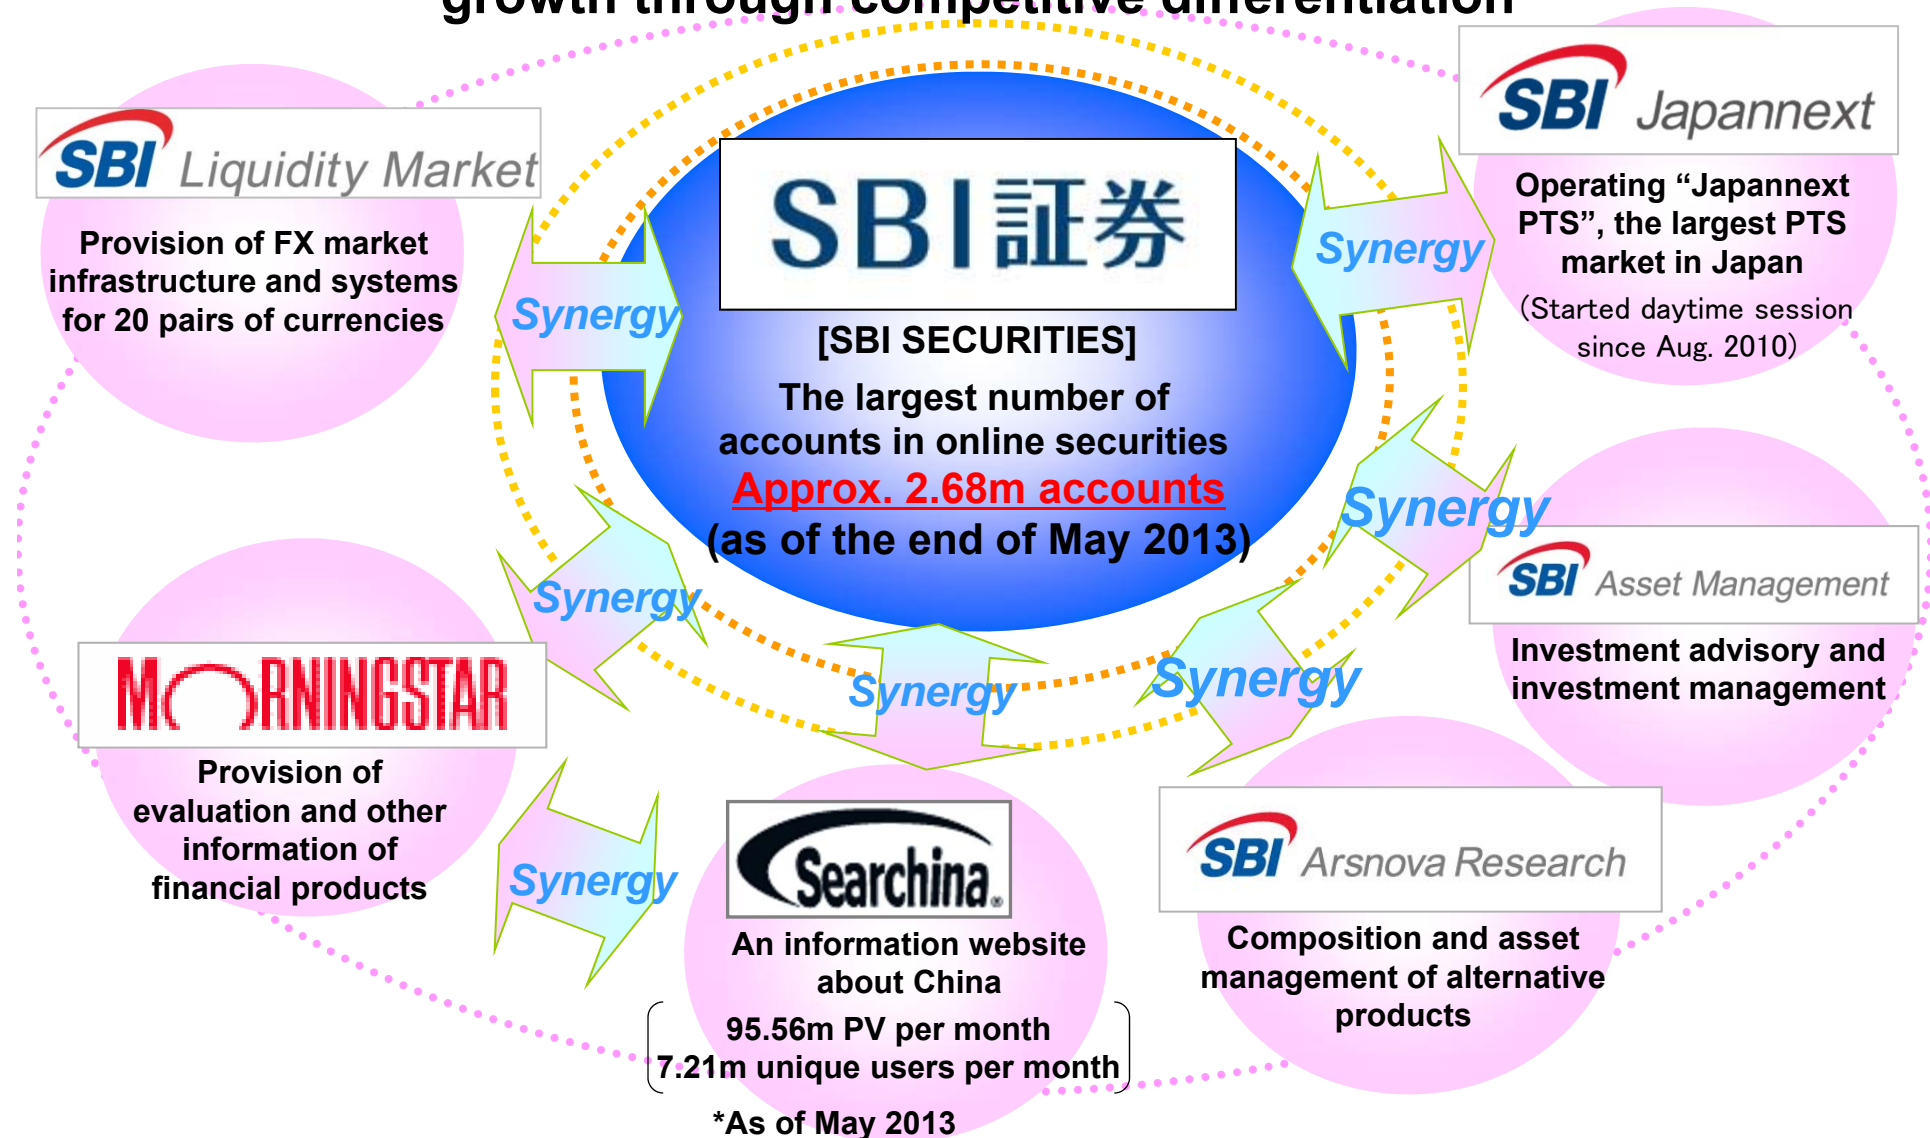 growth through competitive differentiation
SBI Liquidity Market
Provision of FX market
infrastructure and systems
for 20 pairs of currencies
Synergy
SBI証券
[SBI SECURITIES]
The largest number of
accounts in online securities
Approx. 2.68m accounts
(as of the end of May 2013)
Synergy
SBI Japannext
Operating “Japannext
PTS”, the largest PTS
market in Japan
(Started daytime session
since Aug. 2010)
Synergy
SBI Asset Management
Investment advisory and
investment management
Synergy
MORNINGSTAR
Provision of
evaluation and other
information of
financial products
Synergy
Synergy
Synergy
Searchina®
An information website
about China
95.56m PV per month
7.21m unique users per month
*As of May 2013
SBI Arsnova Research
Composition and asset
management of alternative
products